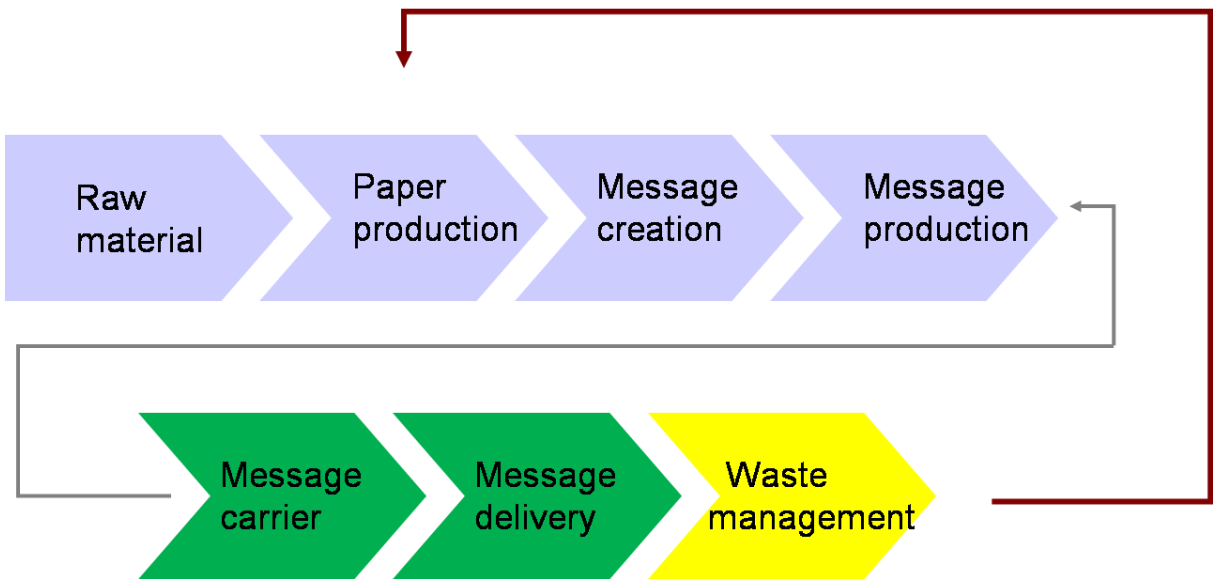 Raw
material
Paper
production
Message
creation
Message
production
Message
carrier
Message
delivery
Waste
management